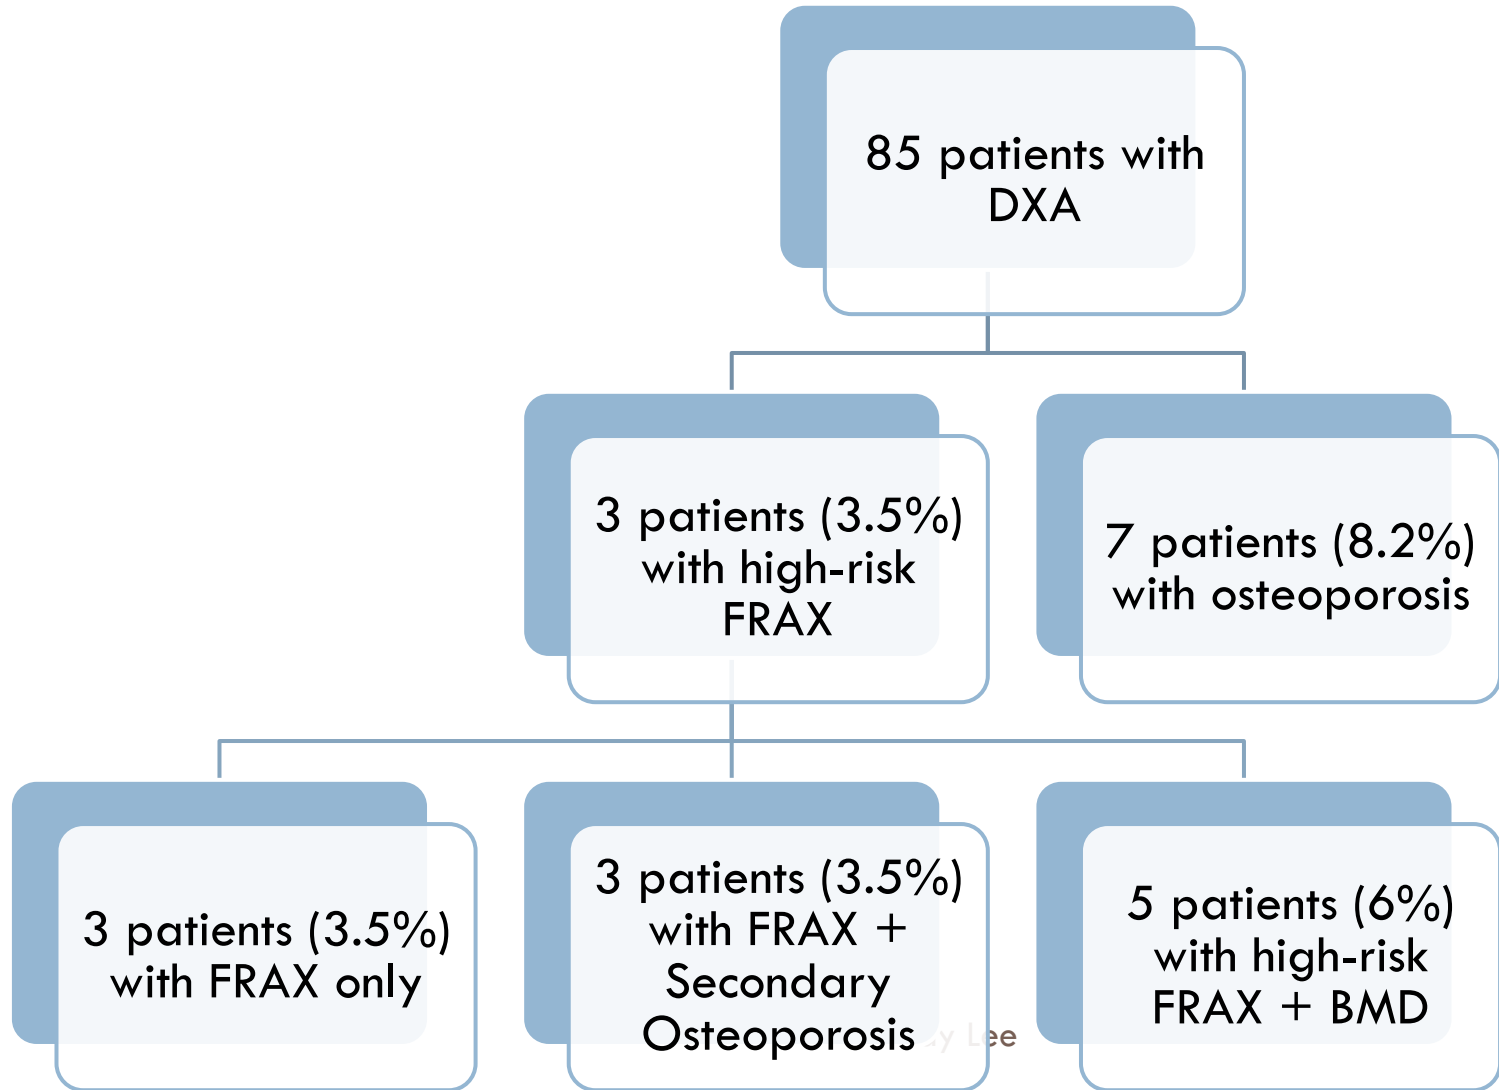 85 patients with
DXA
3 patients (3.5%)
with high-risk
FRAX
7 patients (8.2%)
with osteoporosis
3 patients (3.5%)
with FRAX only
3 patients (3.5%)
with FRAX +
Secondary
Osteoporosis
5 patients (6%)
with high-risk
FRAX + BMD
Lee